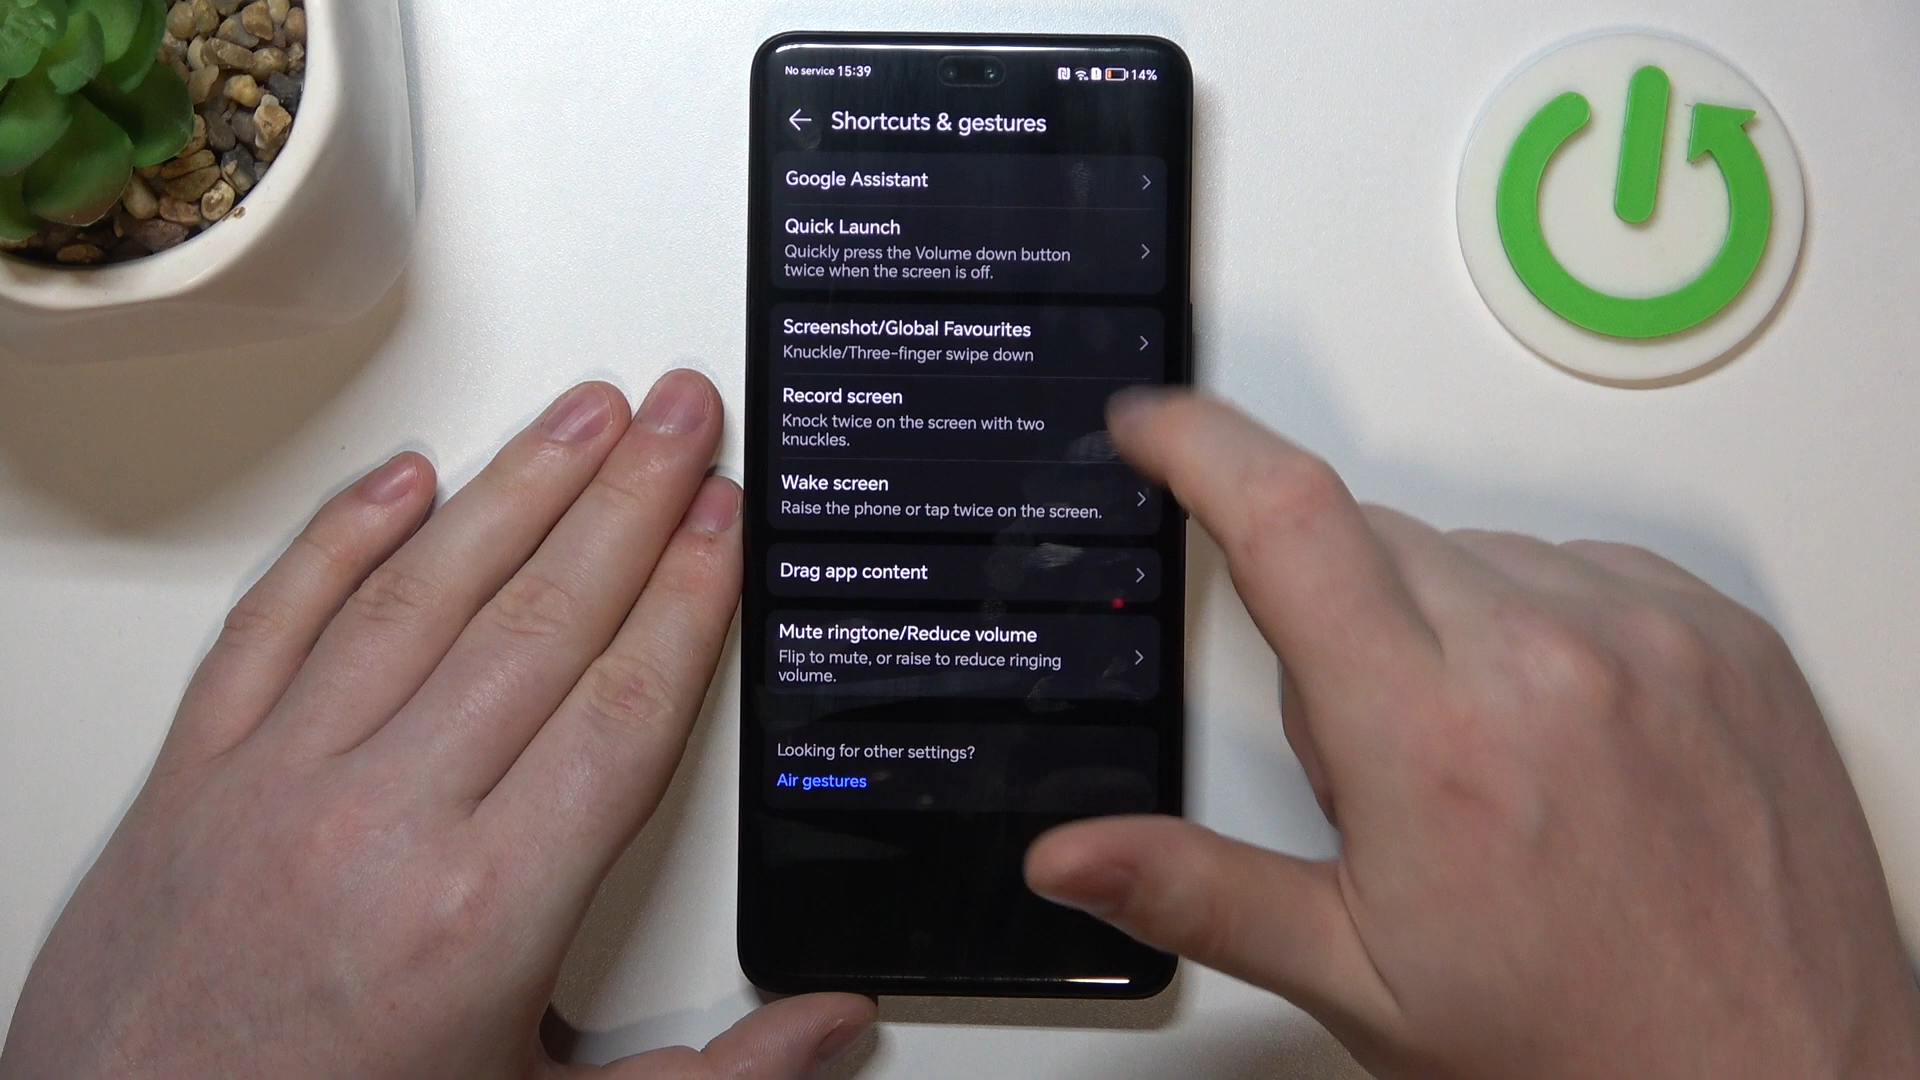 No service 15:39
14%
Shortcuts & gestures
Google Assistant
Quick Launch
Quickly press the Volume down button
twice when the screen is off.
Screenshot/Global Favourites
Knuckle/Three-finger swipe down
Record screen
Knock twice on the screen with two
knuckles.
Wake screen
Raise the phone or tap twice on the screen.
Drag app content
Mute ringtone/Reduce volume
Flip to mute, or raise to reduce ringing
volume.
Looking for other settings?
Air gestures